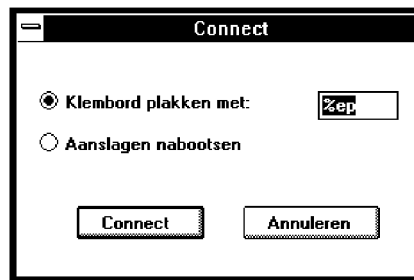 Connect
Klembord plakken met: %ep
Aanslagen nabootsen
Connect Annuleren